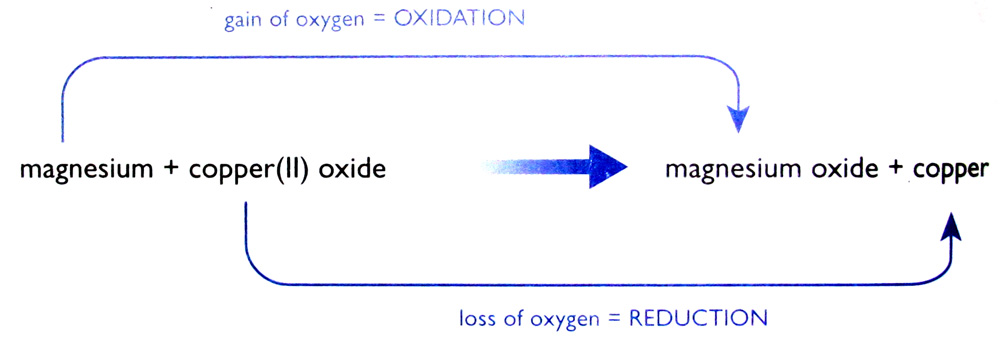 gain of oxygen = OXIDATION
magnesium + copper(II) oxide magnesium oxide + copper
loss of oxygen = REDUCTION